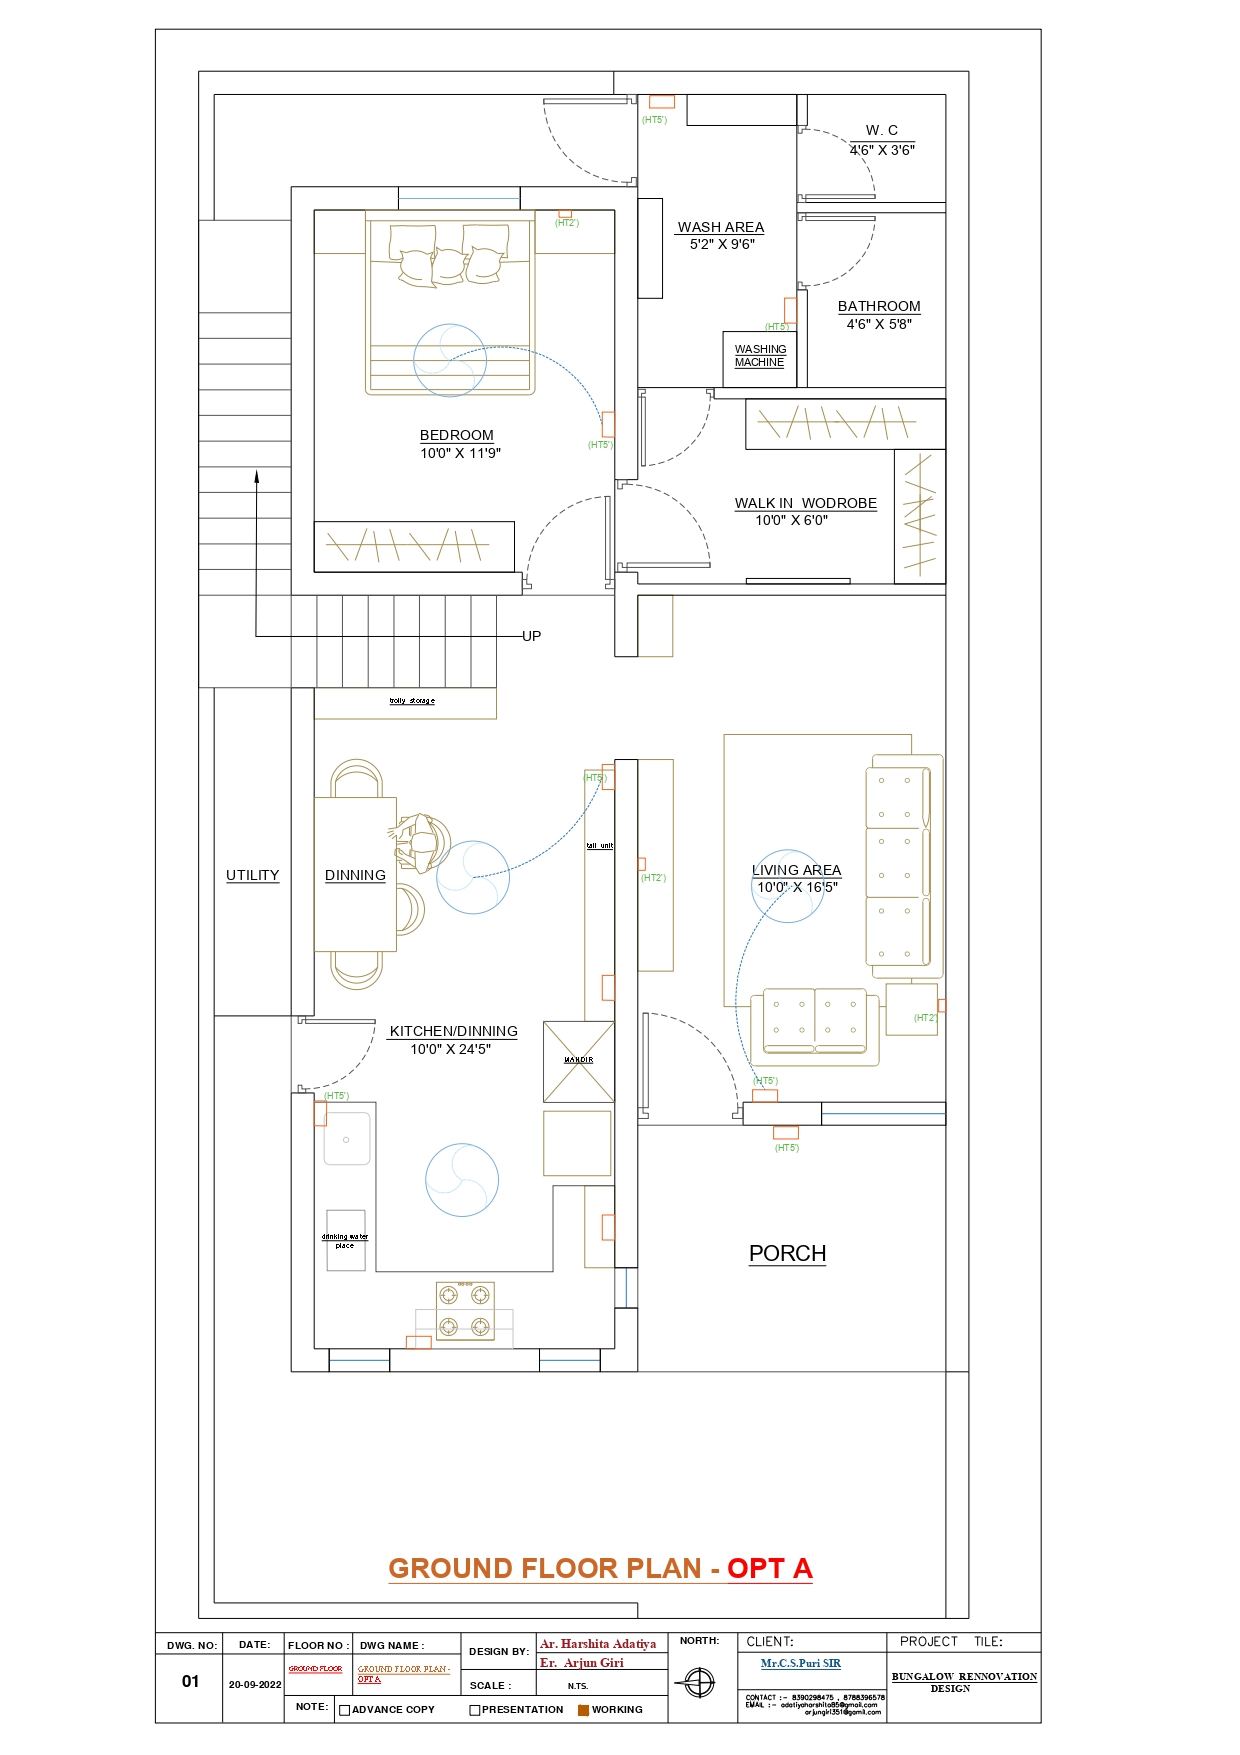 W. C
4'6" X 3'6"
(HT5')
WASH AREA
5'2" X 9'6"
(HT2')
BATHROOM
4'6" X 5'8"
(HT5')
WASHING
MACHINE
BEDROOM
10'0" X 11'9"
(HT5')
WALK IN WODROBE
10'0" X 6'0"
UP
trolly storage
(HT5')
tall unit
UTILITY
DINNING
(HT2')
LIVING AREA
10'0" X 16'5"
(HT2')
KITCHEN/DINNING
10'0" X 24'5"
MANDIR
(HT5')
(HT5')
(HT5')
drinking water
place
PORCH
GROUND FLOOR PLAN - OPT A
DWG. NO:
01
DATE:
20-09-2022
FLOOR NO :
GROUND FLOOR
DWG NAME :
GROUND FLOOR PLAN -
OPT A
NOTE:
ADVANCE COPY
PRESENTATION
WORKING
DESIGN BY:
Ar. Harshita Adatiya
Er. Arjun Giri
SCALE :
N.TS.
NORTH:
CLIENT:
Mr.C.S.Puri SIR
CONTACT :- 8390298475 , 8788396578
EMAIL :- adatiyaharshita85@gmail.com
arjungiri351@gamil.com
PROJECT TILE:
BUNGALOW RENNOVATION
DESIGN